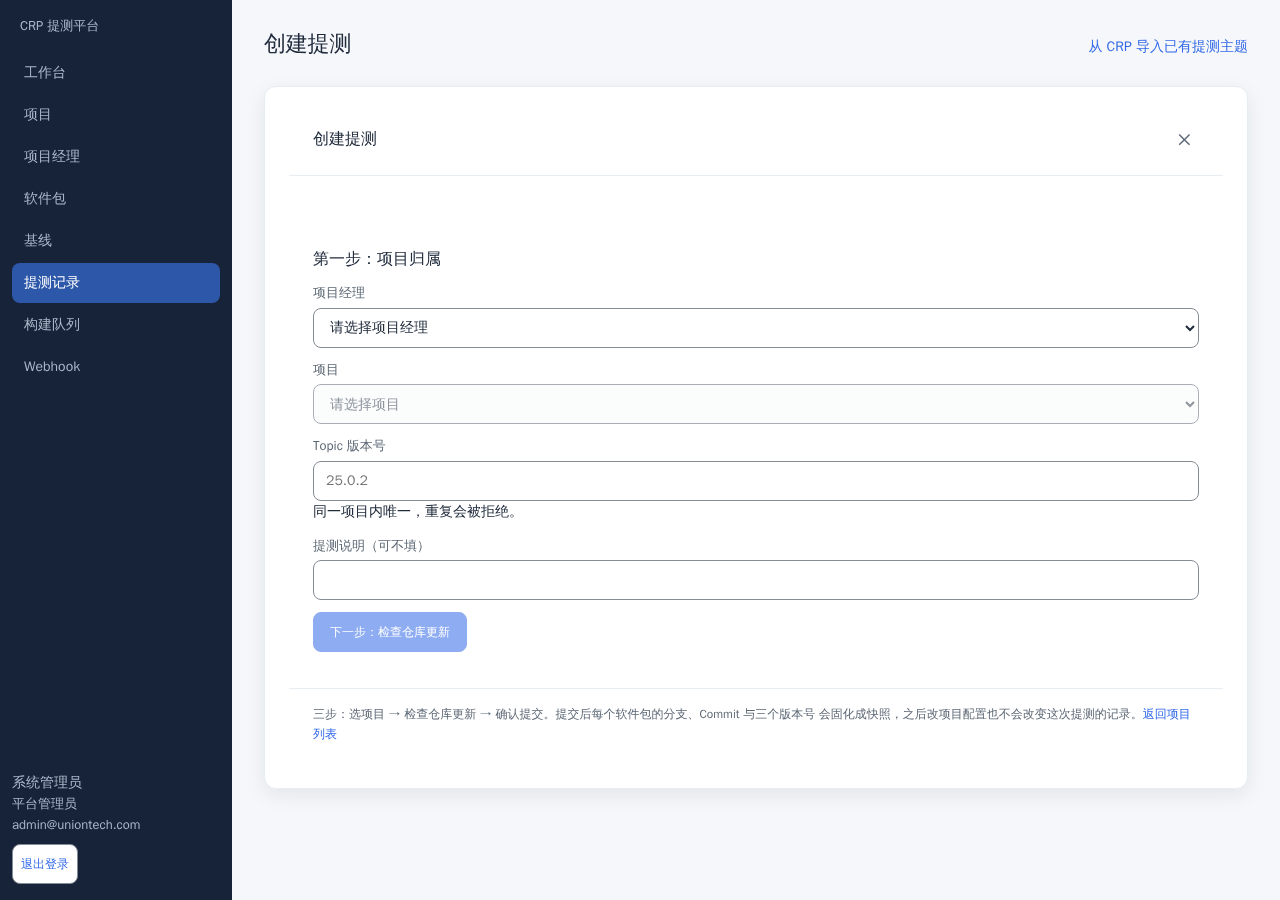 CRP 提测平台
工作台
项目
项目经理
软件包
基线
提测记录
构建队列
Webhook
系统管理员
平台管理员
admin@uniontech.com
退出登录
创建提测
从 CRP 导入已有提测主题
创建提测
第一步：项目归属
项目经理
请选择项目经理
项目
请选择项目
Topic 版本号
25.0.2
同一项目内唯一，重复会被拒绝。
提测说明（可不填）
下一步：检查仓库更新
三步：选项目 → 检查仓库更新 → 确认提交。提交后每个软件包的分支、Commit 与三个版本号 会固化成快照，之后改项目配置也不会改变这次提测的记录。返回项目
列表